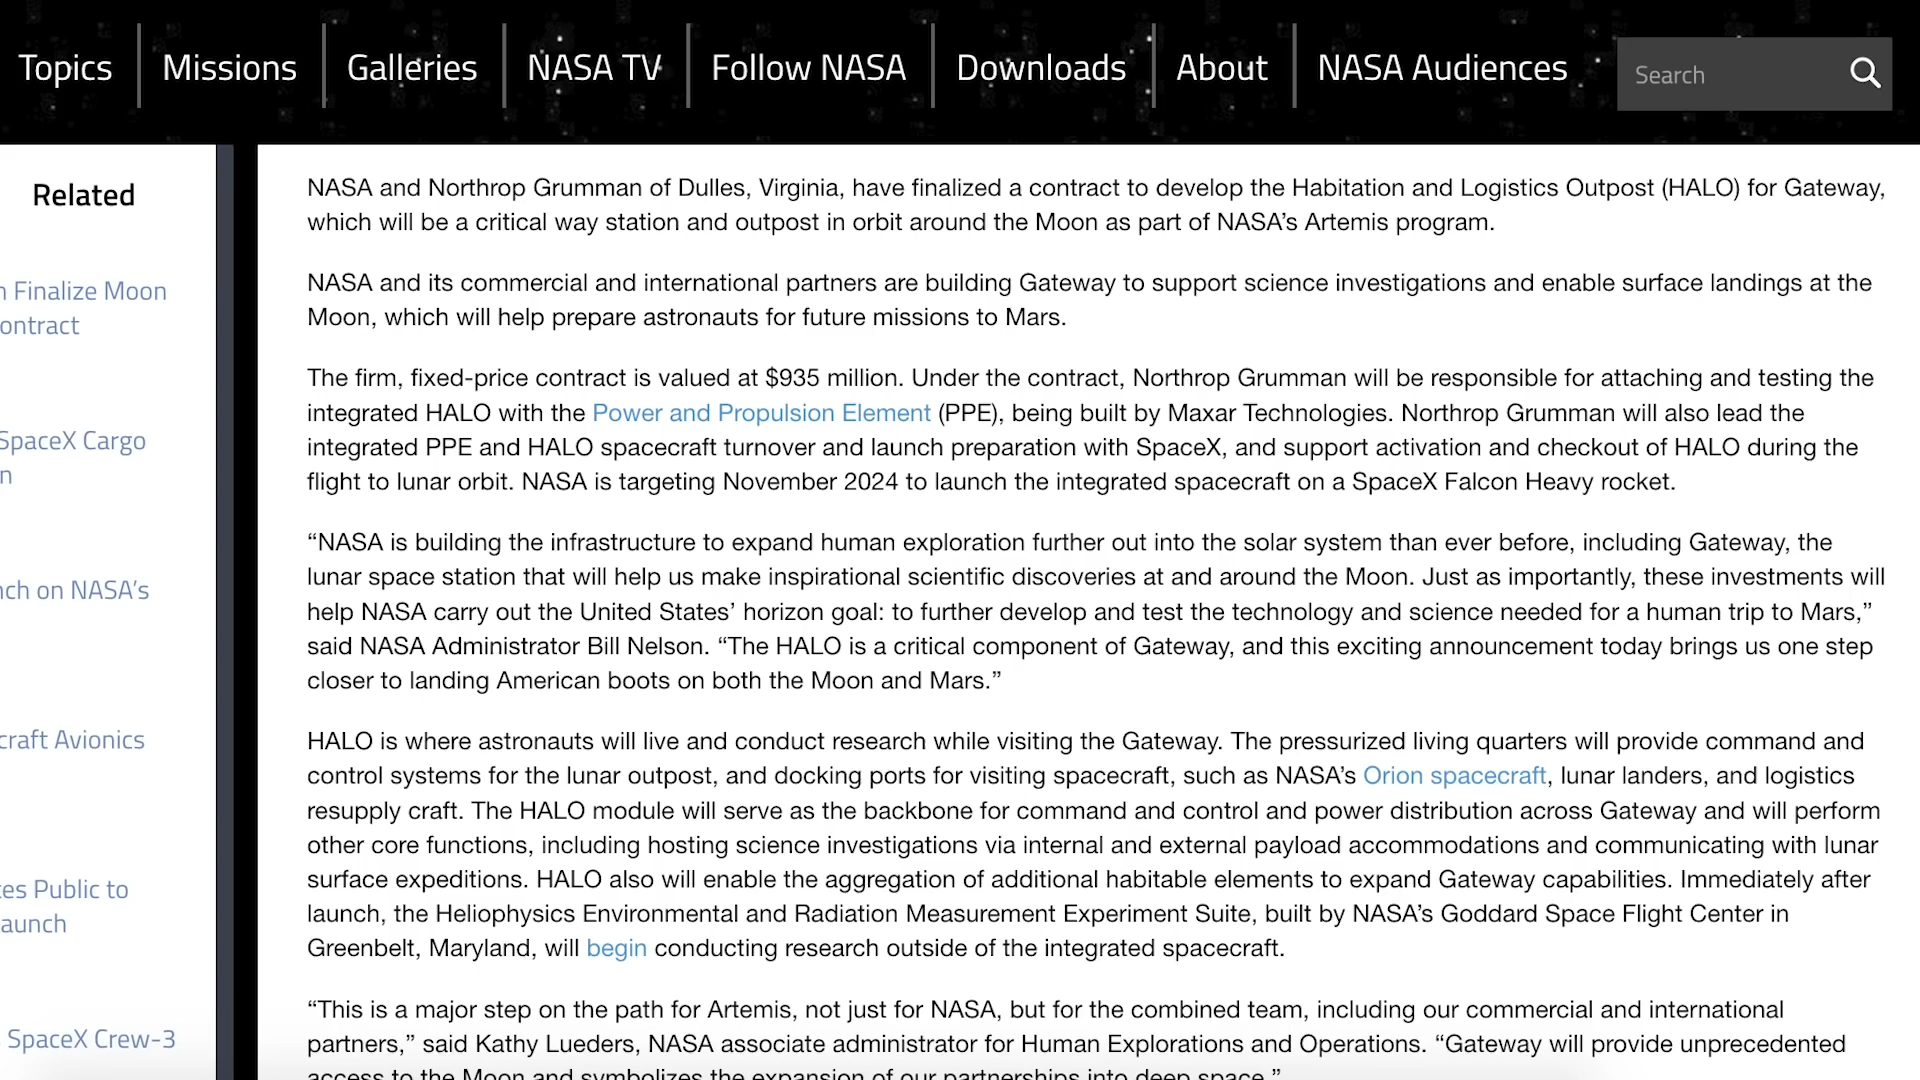 Topics
Missions
Galleries
NASA TV
Follow NASA
Downloads
About
NASA Audiences
Search
Related
Finalize Moon
ontract
SpaceX Cargo
n
nch on NASA’s
craft Avionics
es Public to
aunch
SpaceX Crew-3
NASA and Northrop Grumman of Dulles, Virginia, have finalized a contract to develop the Habitation and Logistics Outpost (HALO) for Gateway,
which will be a critical way station and outpost in orbit around the Moon as part of NASA’s Artemis program.
NASA and its commercial and international partners are building Gateway to support science investigations and enable surface landings at the
Moon, which will help prepare astronauts for future missions to Mars.
The firm, fixed-price contract is valued at $935 million. Under the contract, Northrop Grumman will be responsible for attaching and testing the
integrated HALO with the Power and Propulsion Element (PPE), being built by Maxar Technologies. Northrop Grumman will also lead the
integrated PPE and HALO spacecraft turnover and launch preparation with SpaceX, and support activation and checkout of HALO during the
flight to lunar orbit. NASA is targeting November 2024 to launch the integrated spacecraft on a SpaceX Falcon Heavy rocket.
“NASA is building the infrastructure to expand human exploration further out into the solar system than ever before, including Gateway, the
lunar space station that will help us make inspirational scientific discoveries at and around the Moon. Just as importantly, these investments will
help NASA carry out the United States’ horizon goal: to further develop and test the technology and science needed for a human trip to Mars,”
said NASA Administrator Bill Nelson. “The HALO is a critical component of Gateway, and this exciting announcement today brings us one step
closer to landing American boots on both the Moon and Mars.”
HALO is where astronauts will live and conduct research while visiting the Gateway. The pressurized living quarters will provide command and
control systems for the lunar outpost, and docking ports for visiting spacecraft, such as NASA’s Orion spacecraft, lunar landers, and logistics
resupply craft. The HALO module will serve as the backbone for command and control and power distribution across Gateway and will perform
other core functions, including hosting science investigations via internal and external payload accommodations and communicating with lunar
surface expeditions. HALO also will enable the aggregation of additional habitable elements to expand Gateway capabilities. Immediately after
launch, the Heliophysics Environmental and Radiation Measurement Experiment Suite, built by NASA’s Goddard Space Flight Center in
Greenbelt, Maryland, will begin conducting research outside of the integrated spacecraft.
“This is a major step on the path for Artemis, not just for NASA, but for the combined team, including our commercial and international
partners,” said Kathy Lueders, NASA associate administrator for Human Explorations and Operations. “Gateway will provide unprecedented
access to the Moon and symbolizes the expansion of our partnerships into deep space.”